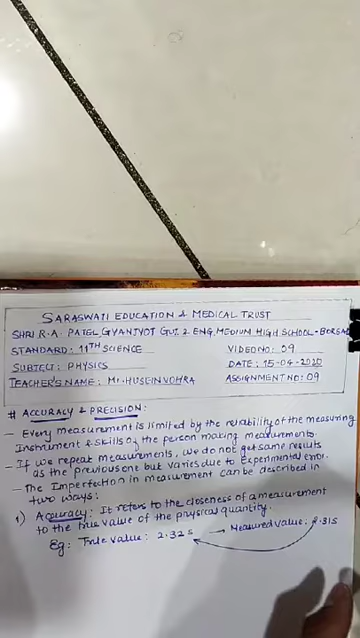 SARASWATI EDUCATION & MEDICAL TRUST
SHRI R.A. PATEL GYANJYOT GUJ. & ENG. MEDIUM HIGH SCHOOL - BORSAD
STANDARD: 11TH SCIENCE VIDEO NO: 09
SUBJECT: PHYSICS DATE: 15-04-2020
TEACHER'S NAME: Mr. HUSEIN VOHRA ASSIGNMENT NO: 09
# ACCURACY & PRECISION:
- Every measurement is limited by the reliability of the measuring
Instrument & skills of the person making measurements.
- If we repeat measurements, we do not get same results
as the previous one but varies due to Experimental error.
- The Imperfection in measurement can be described in
two ways:
1) Accuracy: It refers to the closeness of a measurement
to the true value of the physical quantity.
Eg: True value: 2.32s → Measured value: 2.31s